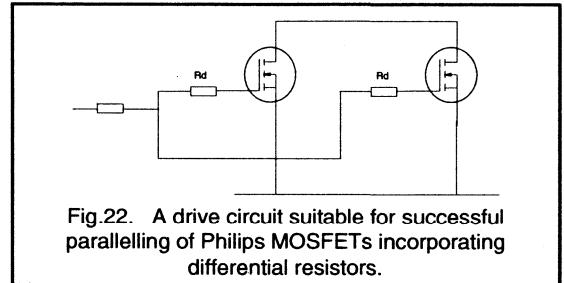 Rd
Rd
Fig.22. A drive circuit suitable for successful
parallelling of Philips MOSFETs incorporating
differential resistors.